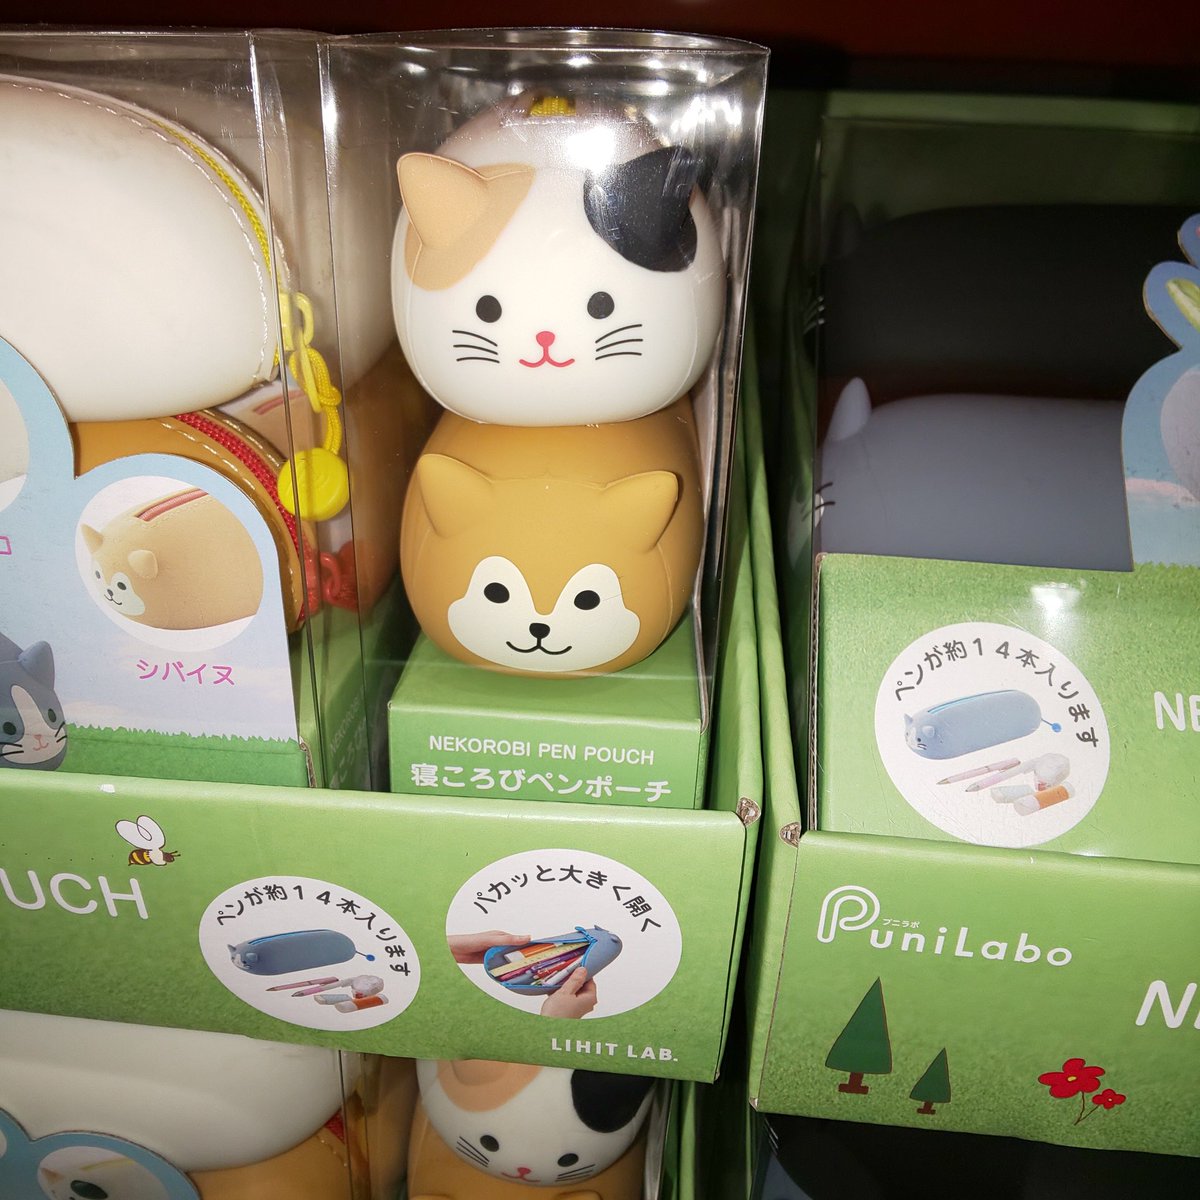 シバイヌ
NEKOROBI PEN POUCH
寝ころびペンポーチ
ペンが約14本入ります
UCH
ペンが約14本入ります
パカッと大きく開く
LIHIT LAB.
プニラボ
PuniLabo